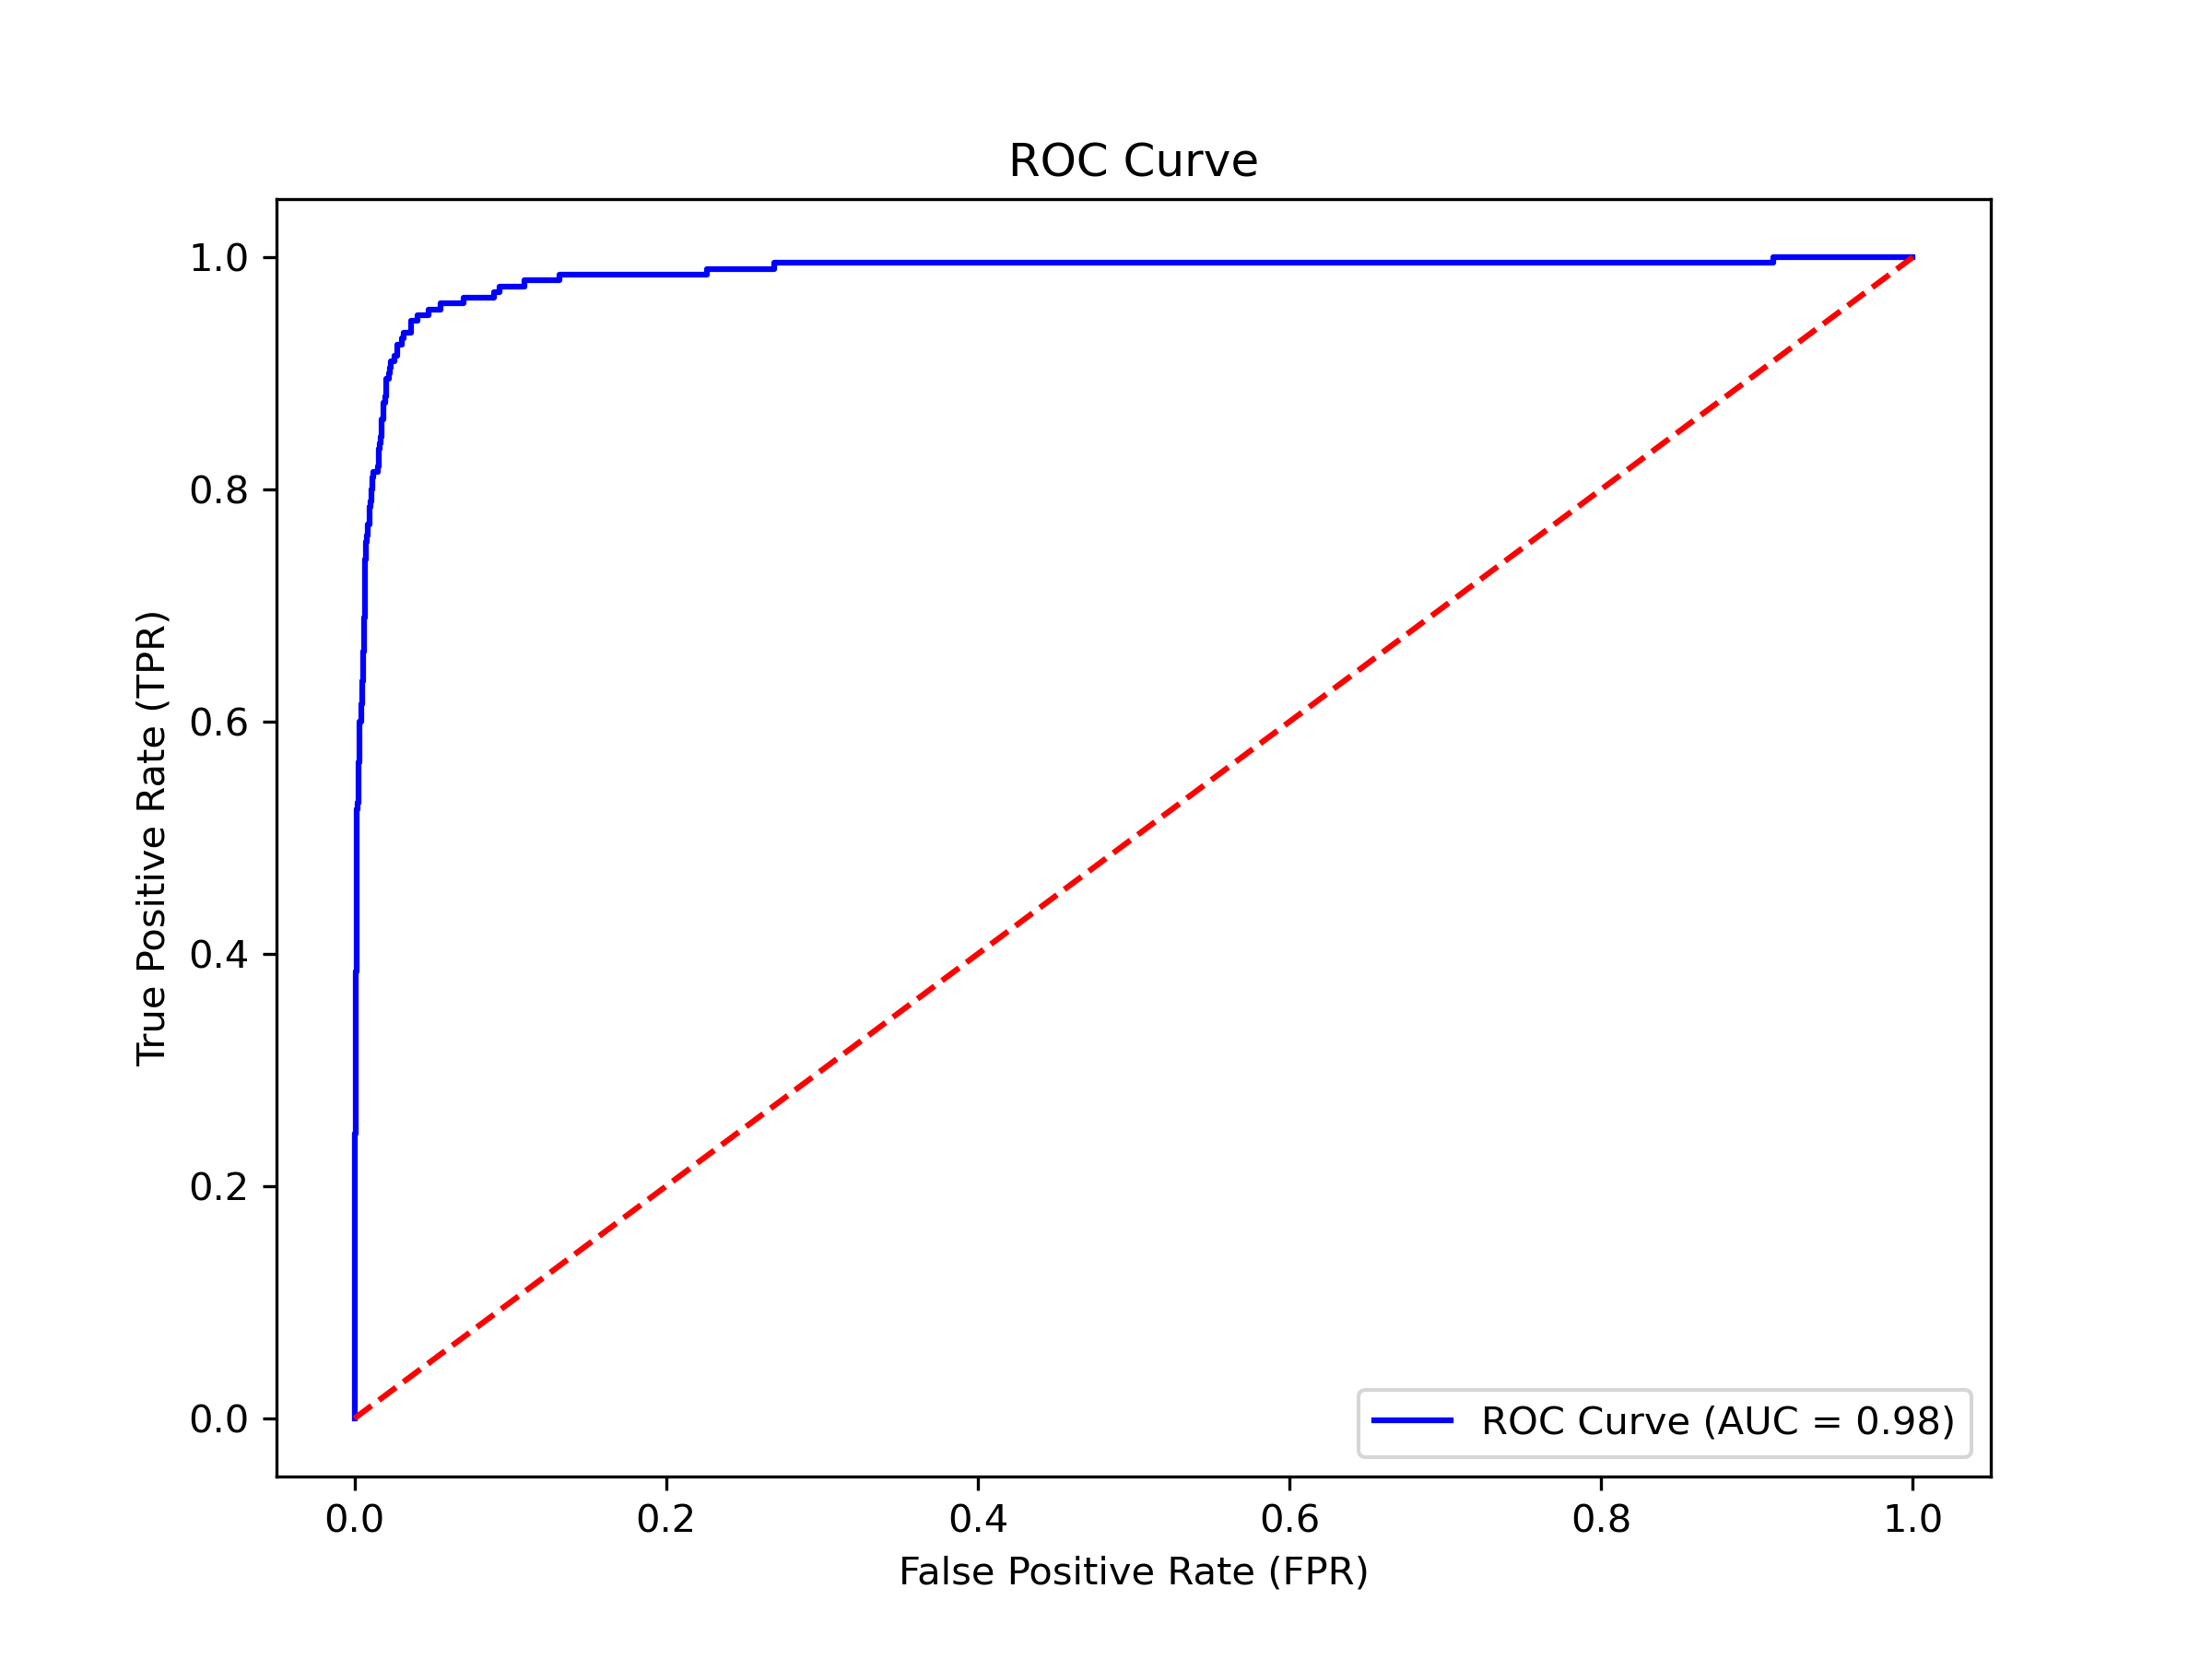 ROC Curve
True Positive Rate (TPR)
1.0
0.8
0.6
0.4
0.2
0.0
ROC Curve (AUC = 0.98)
0.0 0.2 0.4 0.6 0.8 1.0
False Positive Rate (FPR)